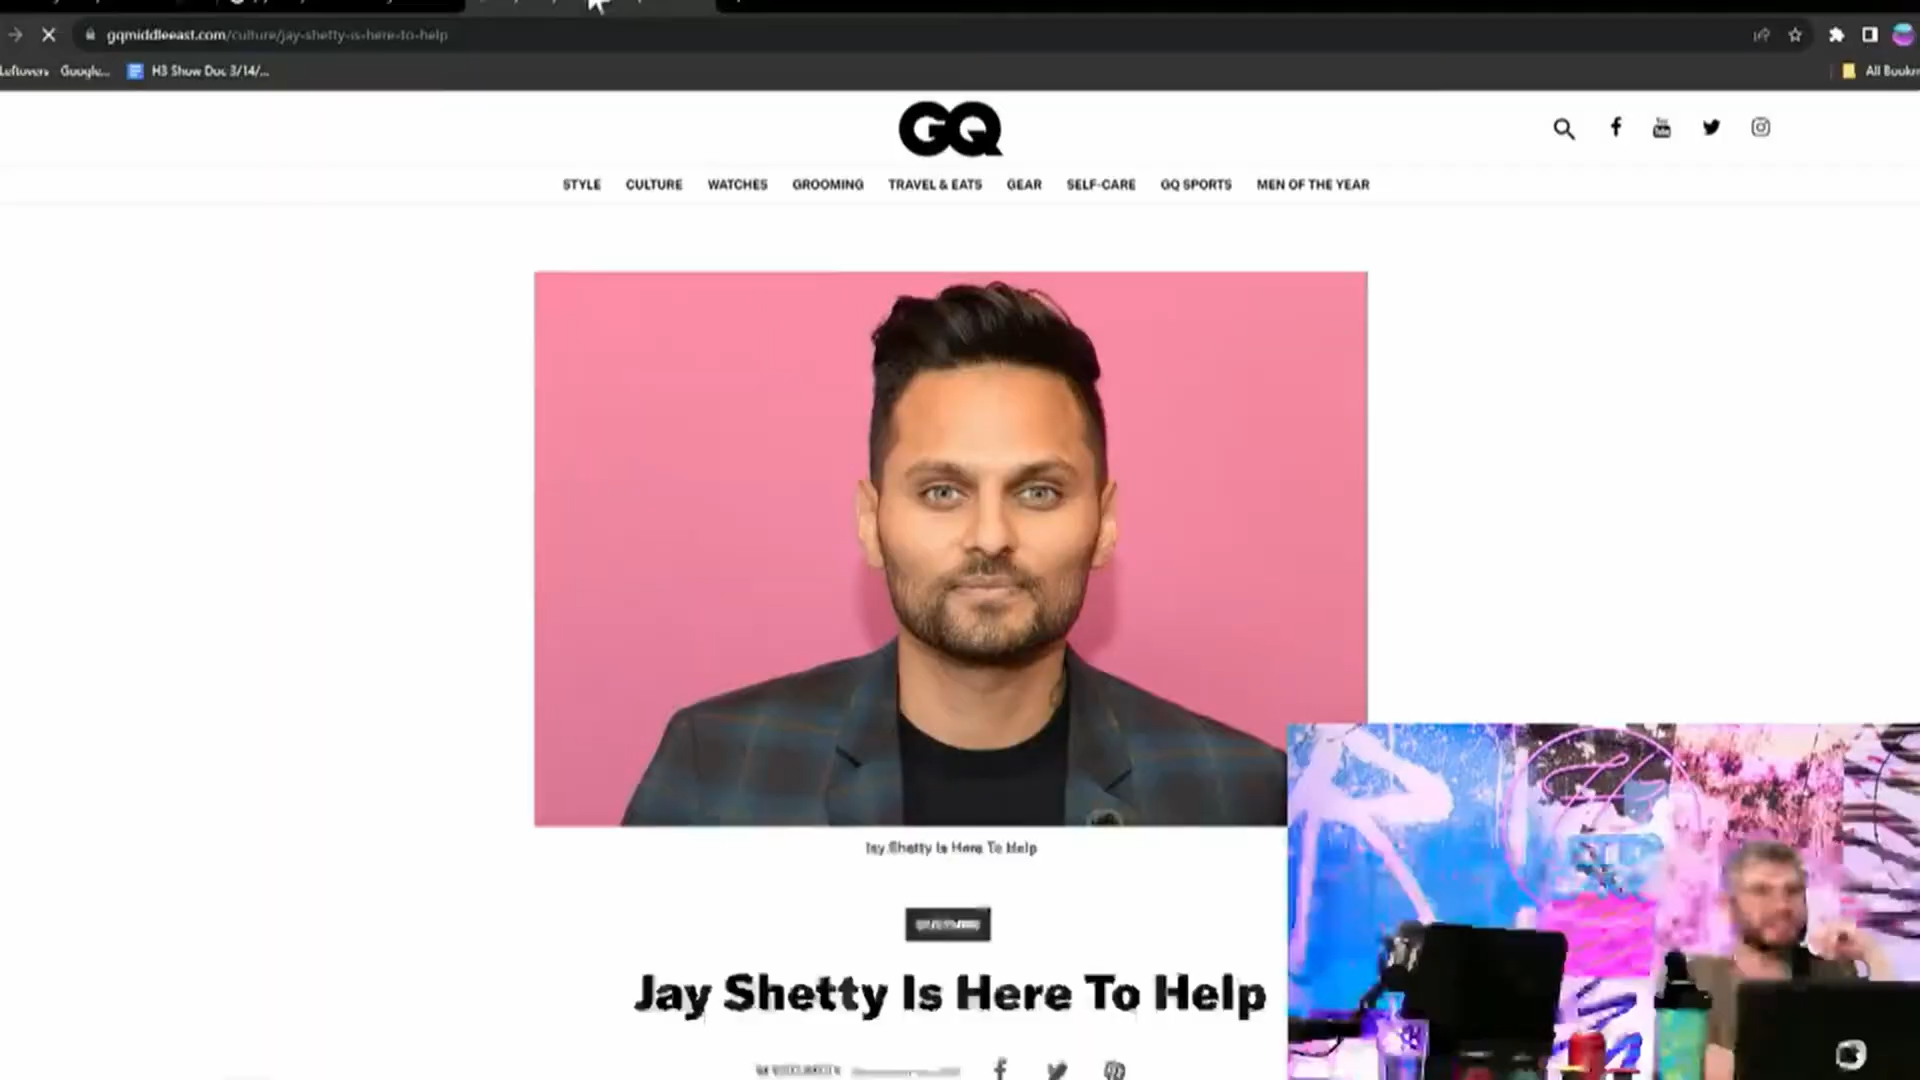 gqmiddleeast.com/culture/jay-shetty-is-here-to-help
Leftovers Google... H3 Show Doc 3/14/... All Bookm
GQ
STYLE CULTURE WATCHES GROOMING TRAVEL & EATS GEAR SELF-CARE GQ SPORTS MEN OF THE YEAR
Jay Shetty Is Here To Help
Jay Shetty Is Here To Help